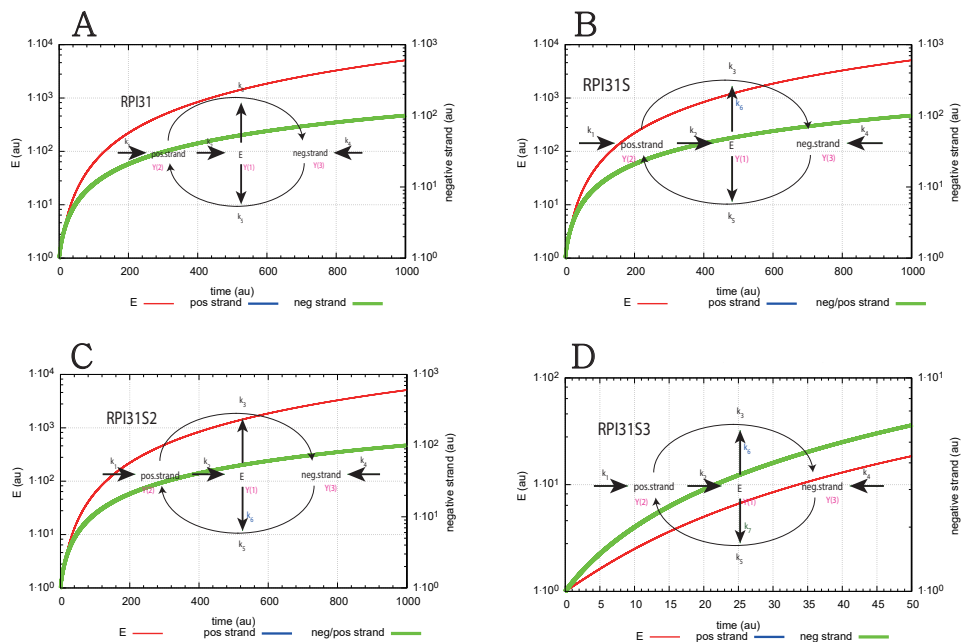 A
1·10⁴
1·10³
1·10²
1·10¹
1·10⁰
E (au)
1·10³
1·10²
1·10¹
1·10⁰
negative strand (au)
RPI31
pos.strand
Y(2)
E
Y(1)
neg.strand
Y(3)
k₅
0 200 400 600 800 1000
time (au)
E pos strand neg strand
B
1·10⁴
1·10³
1·10²
1·10¹
1·10⁰
E (au)
1·10³
1·10²
1·10¹
1·10⁰
negative strand (au)
RPI31S
k₃
k₆
k₁
k₂
k₄
pos.strand
Y(2)
E
Y(1)
neg.strand
Y(3)
k₅
0 200 400 600 800 1000
time (au)
E pos strand neg/pos strand
C
1·10⁴
1·10³
1·10²
1·10¹
1·10⁰
E (au)
1·10³
1·10²
1·10¹
1·10⁰
negative strand (au)
RPI31S2
k₃
k₁
k₄
pos.strand
Y(2)
E
Y(1)
neg.strand
Y(3)
k₆
k₅
0 200 400 600 800 1000
time (au)
E pos strand neg/pos strand
D
1·10²
1·10¹
1·10⁰
E (au)
1·10¹
1·10⁰
negative strand (au)
RPI31S3
k₃
k₆
k₁
k₂
k₄
pos.strand
Y(2)
E
Y(1)
neg.strand
Y(3)
k₇
k₅
0 5 10 15 20 25 30 35 40 45 50
time (au)
E pos strand neg/pos strand